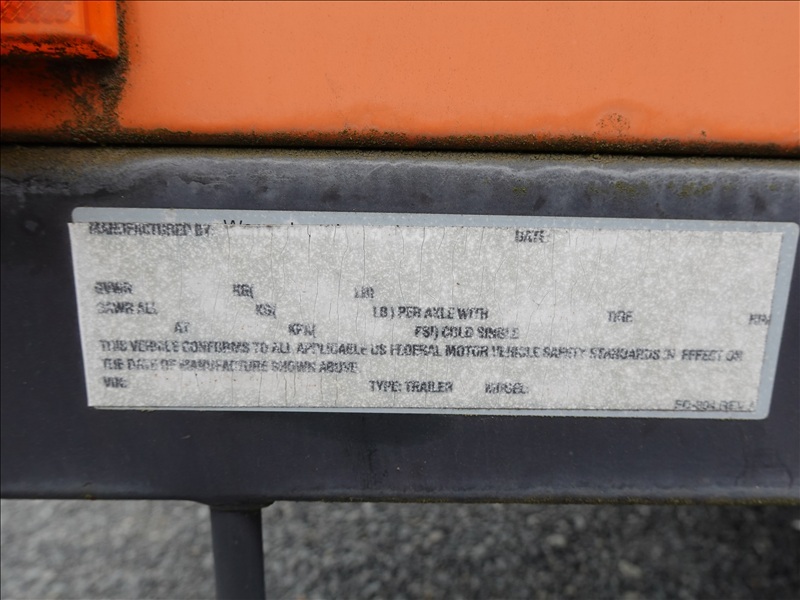 MANUFACTURED BY: DATE:
GVWR KG( LB)
GAWR ALL KG( LB) PER AXLE WITH TIRE RIM
AT KPA( PSI) COLD SINGLE
THIS VEHICLE CONFORMS TO ALL APPLICABLE US FEDERAL MOTOR VEHICLE SAFETY STANDARDS IN EFFECT ON
THE DATE OF MANUFACTURE SHOWN ABOVE
VIN: TYPE: TRAILER MODEL: